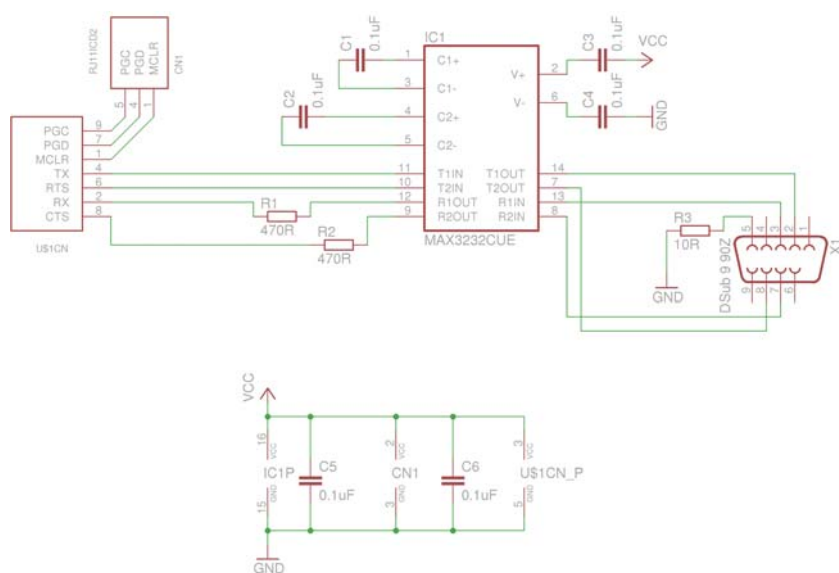 RJ11ICD2
PGC
PGD
MCLR
CN1
5
4
1
PGC
PGD
MCLR
TX
RTS
RX
CTS
9
7
1
4
6
2
8
U$1CN
C1
0.1uF
C2
0.1uF
R1
470R
R2
470R
IC1
1
3
4
5
11
10
12
9
C1+
C1-
C2+
C2-
T1IN
T2IN
R1OUT
R2OUT
V+
V-
T1OUT
T2OUT
R1IN
R2IN
2
6
14
7
13
8
MAX3232CUE
C3
0.1uF
VCC
C4
0.1uF
GND
R3
10R
GND
5
4
3
2
1
9
8
7
6
DSub 9 90Z
X1
VCC
16
VCC
IC1P
15
GND
C5
0.1uF
2
VCC
CN1
3
GND
C6
0.1uF
3
VCC
U$1CN_P
5
GND
GND